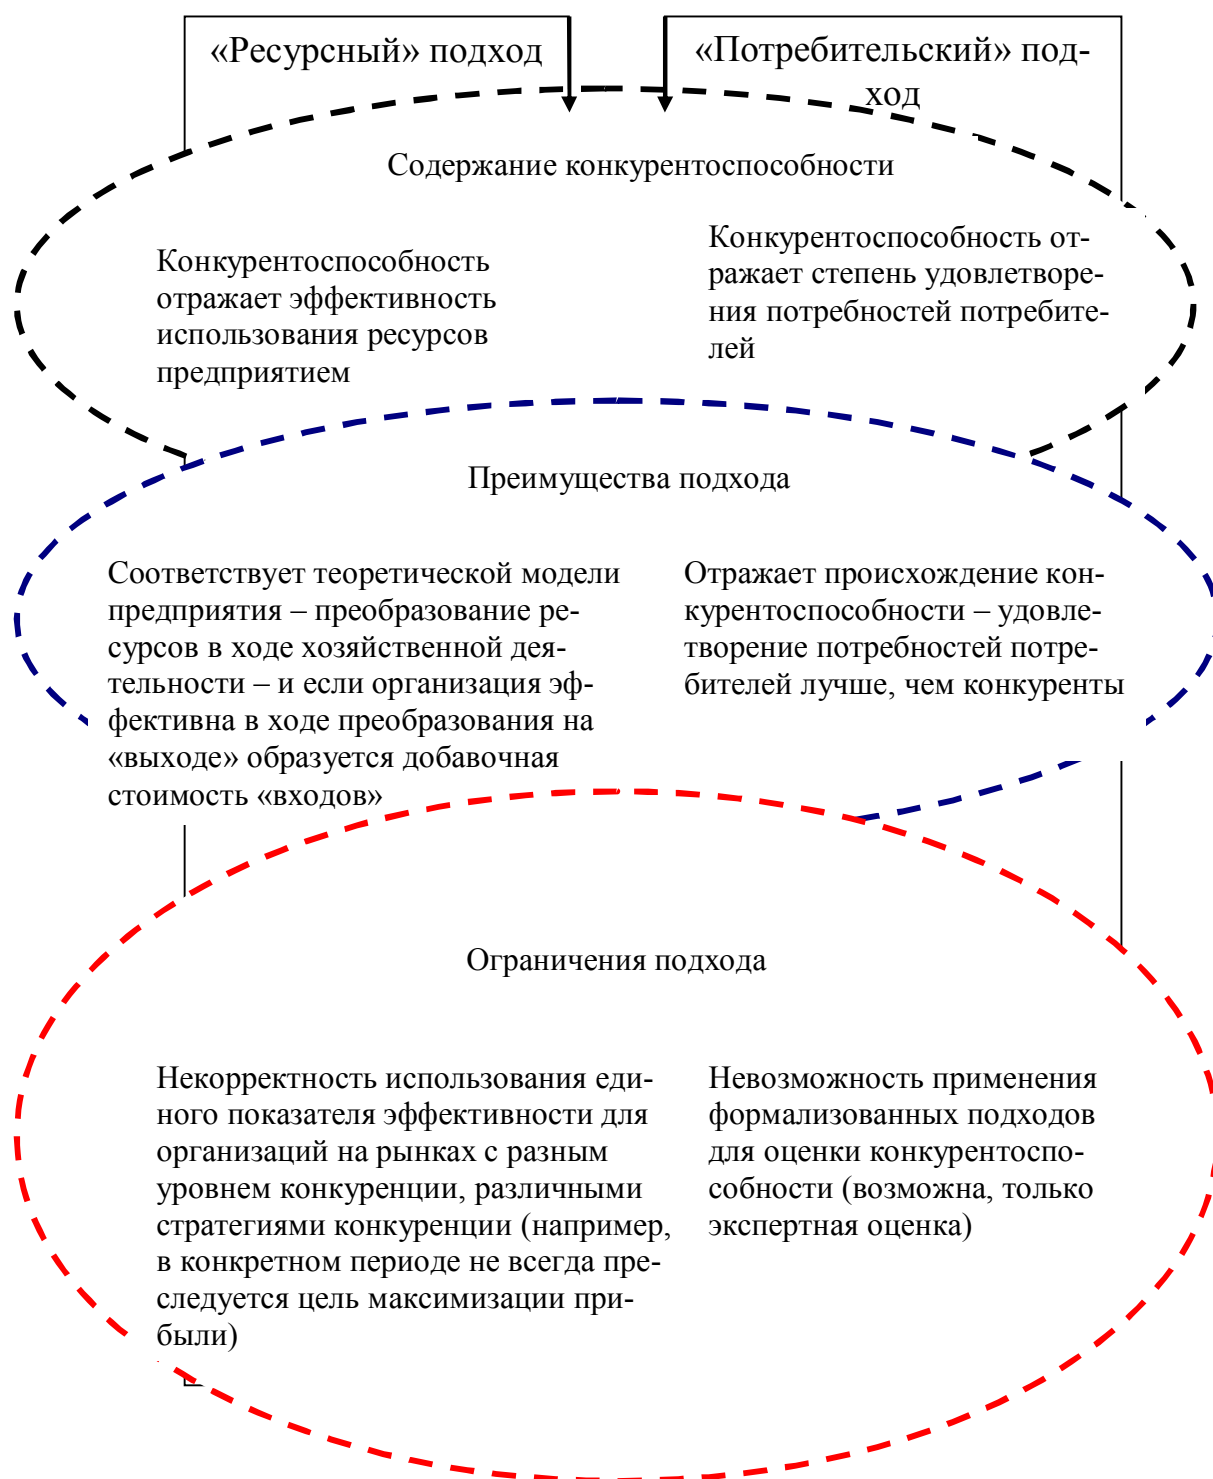 «Ресурсный» подход
«Потребительский» под-
ход
Содержание конкурентоспособности
Конкурентоспособность
отражает эффективность
использования ресурсов
предприятием
Конкурентоспособность от-
ражает степень удовлетворе-
ния потребностей потребите-
лей
Преимущества подхода
Соответствует теоретической модели
предприятия – преобразование ре-
сурсов в ходе хозяйственной дея-
тельности – и если организация эф-
фективна в ходе преобразования на
«выходе» образуется добавочная
стоимость «входов»
Отражает происхождение кон-
курентоспособности – удовле-
творение потребностей потре-
бителей лучше, чем конкуренты
Ограничения подхода
Некорректность использования еди-
ного показателя эффективности для
организаций на рынках с разным
уровнем конкуренции, различными
стратегиями конкуренции (например,
в конкретном периоде не всегда пре-
следуется цель максимизации при-
были)
Невозможность применения
формализованных подходов
для оценки конкурентоспо-
собности (возможна, только
экспертная оценка)